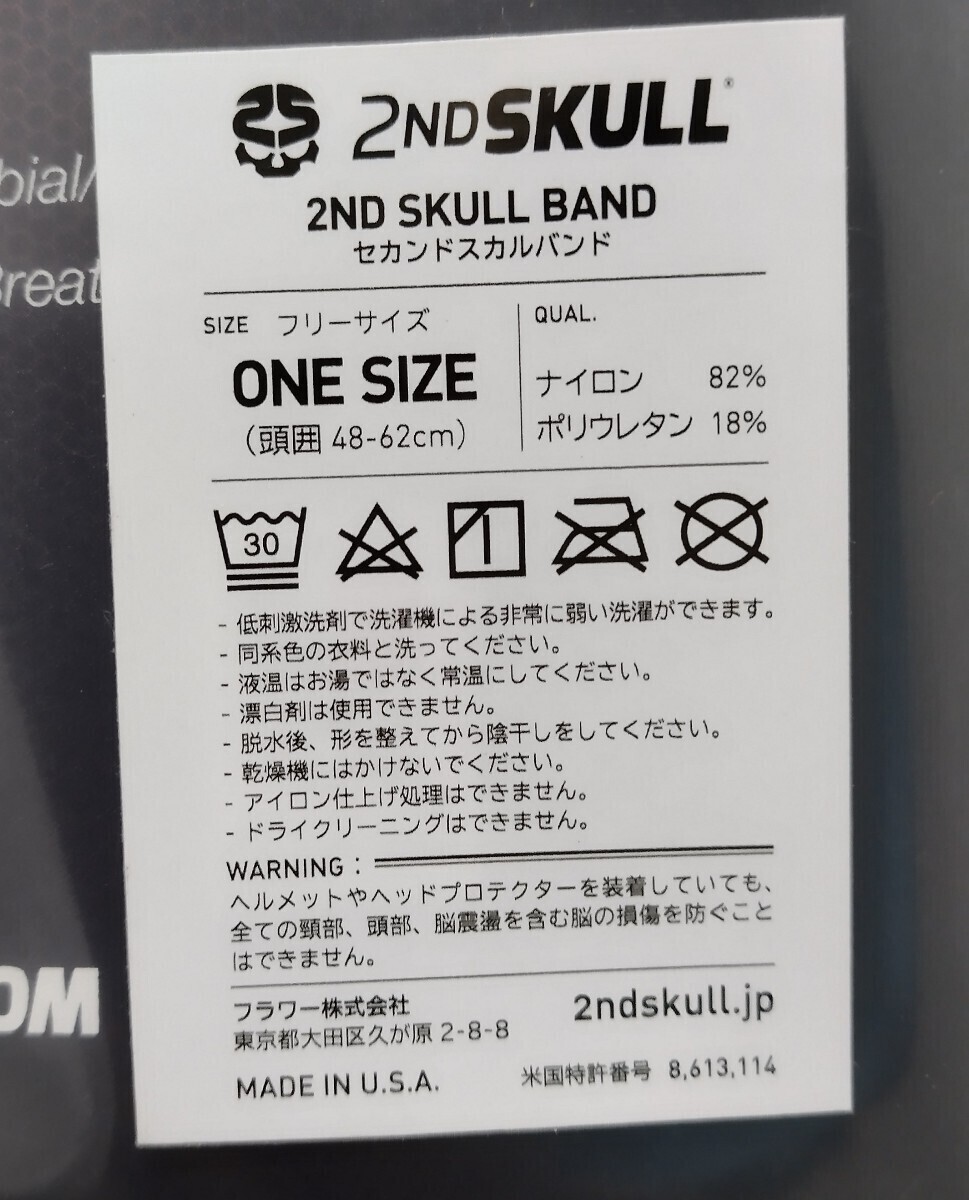 2NDSKULL®
2ND SKULL BAND
セカンドスカルバンド
SIZE フリーサイズ
ONE SIZE
(頭囲 48-62cm)
QUAL.
ナイロン 82%
ポリウレタン 18%
30
- 低刺激洗剤で洗濯機による非常に弱い洗濯ができます。
- 同系色の衣料と洗ってください。
- 液温はお湯ではなく常温にしてください。
- 漂白剤は使用できません。
- 脱水後、形を整えてから陰干しをしてください。
- 乾燥機にはかけないでください。
- アイロン仕上げ処理はできません。
- ドライクリーニングはできません。
WARNING :
ヘルメットやヘッドプロテクターを装着していても、
全ての頸部、頭部、脳震盪を含む脳の損傷を防ぐこと
はできません。
フラワー株式会社
東京都大田区久が原 2-8-8
MADE IN U.S.A.
2ndskull.jp
米国特許番号 8,613,114
bial/
Breat
OM